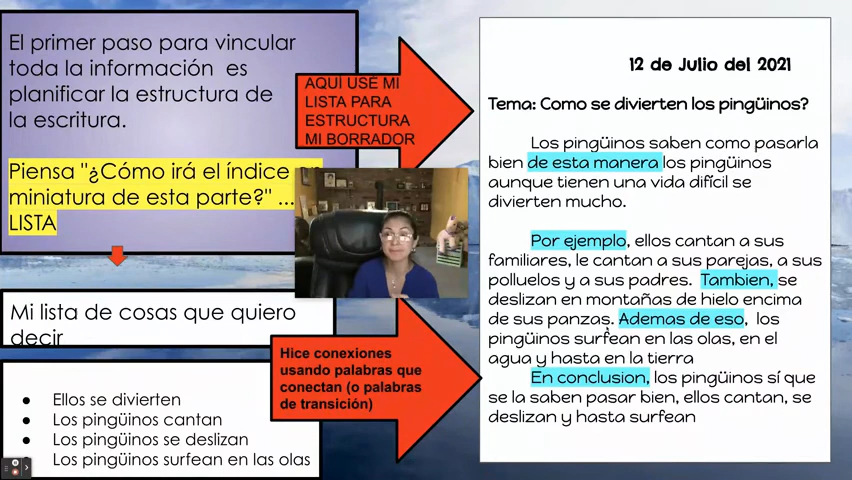 El primer paso para vincular
toda la información es
planificar la estructura de
la escritura.
Piensa "¿Cómo irá el índice
miniatura de esta parte?" ...
LISTA
Mi lista de cosas que quiero
decir
● Ellos se divierten
● Los pingüinos cantan
● Los pingüinos se deslizan
● Los pingüinos surfean en las olas
AQUÍ USÉ MI
LISTA PARA
ESTRUCTURA
MI BORRADOR
Hice conexiones
usando palabras que
conectan (o palabras
de transición)
12 de Julio del 2021
Tema: Como se divierten los pingüinos?
Los pingüinos saben como pasarla
bien de esta manera los pingüinos
aunque tienen una vida difícil se
divierten mucho.
Por ejemplo, ellos cantan a sus
familiares, le cantan a sus parejas, a sus
polluelos y a sus padres. Tambien, se
deslizan en montañas de hielo encima
de sus panzas. Ademas de eso, los
pingüinos surfean en las olas, en el
agua y hasta en la tierra
En conclusion, los pingüinos sí que
se la saben pasar bien, ellos cantan, se
deslizan y hasta surfean